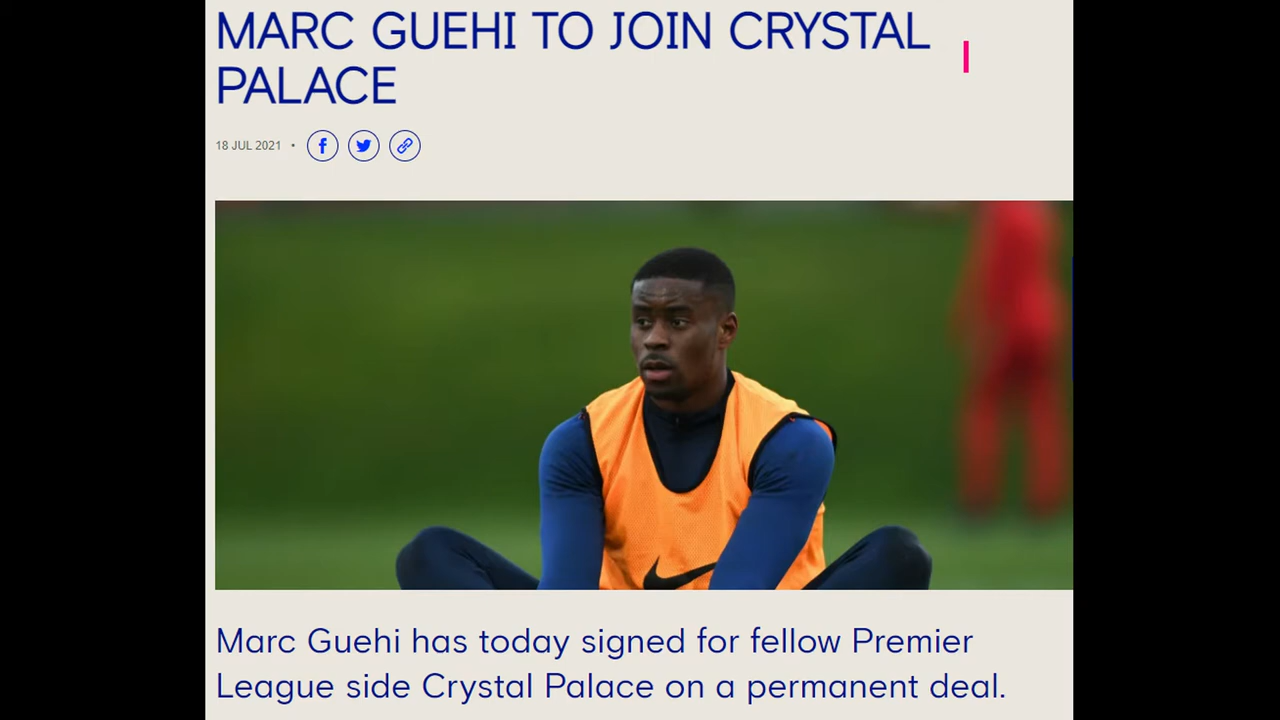 MARC GUEHI TO JOIN CRYSTAL
PALACE
18 JUL 2021 •
Marc Guehi has today signed for fellow Premier
League side Crystal Palace on a permanent deal.